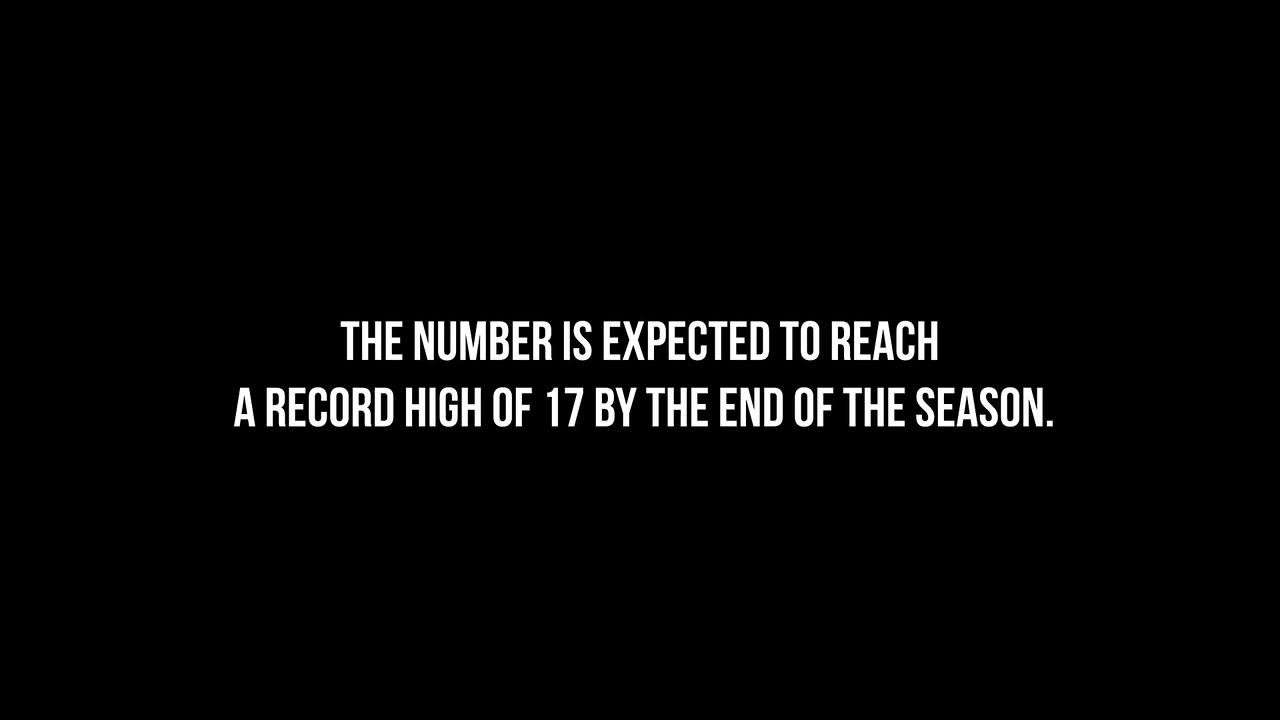 THE NUMBER IS EXPECTED TO REACH
A RECORD HIGH OF 17 BY THE END OF THE SEASON.